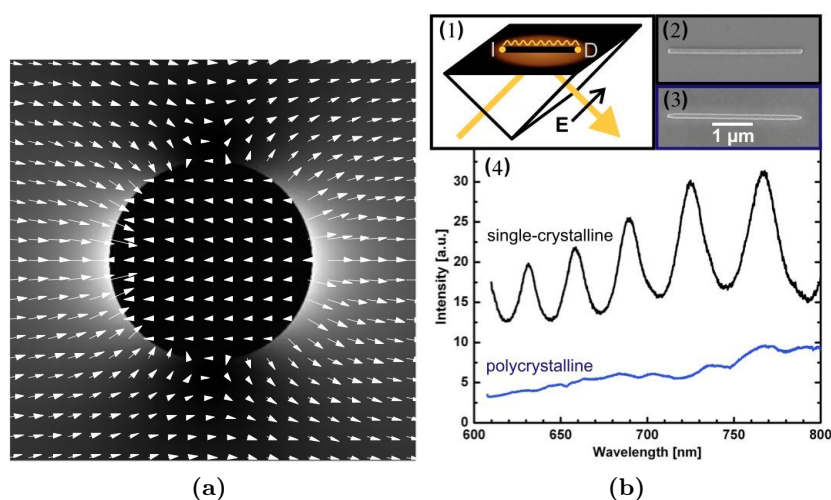 (1)
I
D
E
(2)
(3)
1 µm
(4)
Intensity [a.u.]
30
25
20
15
10
5
0
single-crystalline
polycrystalline
600
650
700
750
800
Wavelength [nm]
(a)
(b)